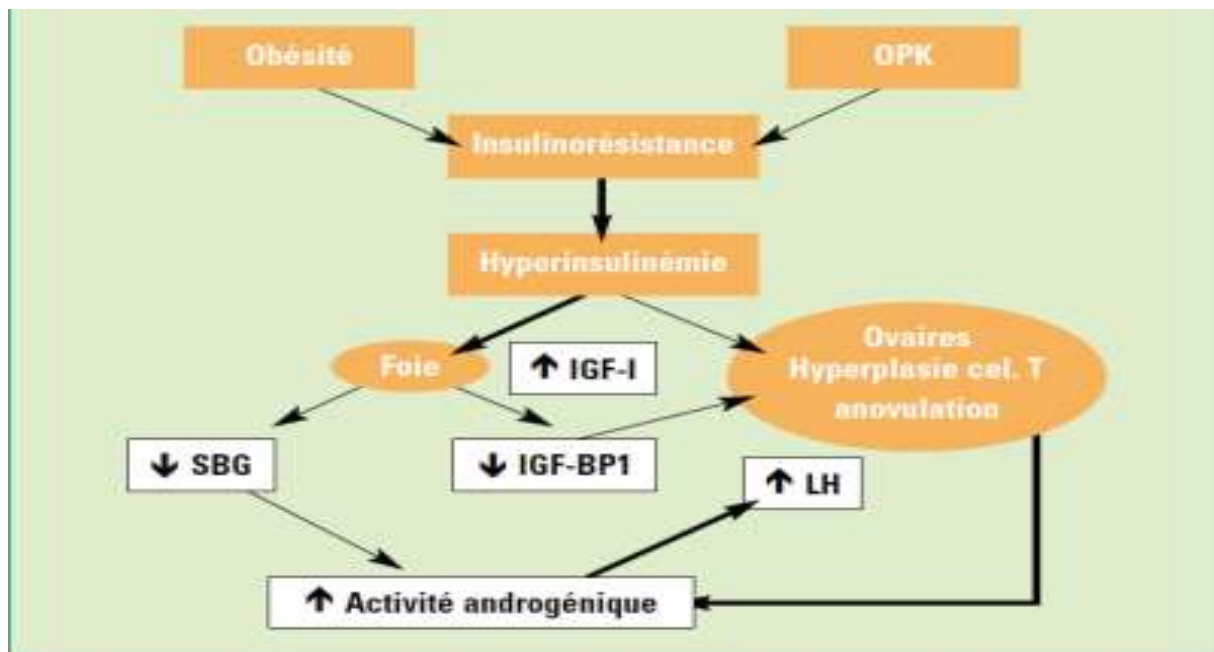 Obésité
OPK
Insulinorésistance
Hyperinsulinémie
Foie
↑ IGF-I
Ovaires
Hyperplasie cel. T
anovulation
↓ SBG
↓ IGF-BP1
↑ LH
↑ Activité androgénique